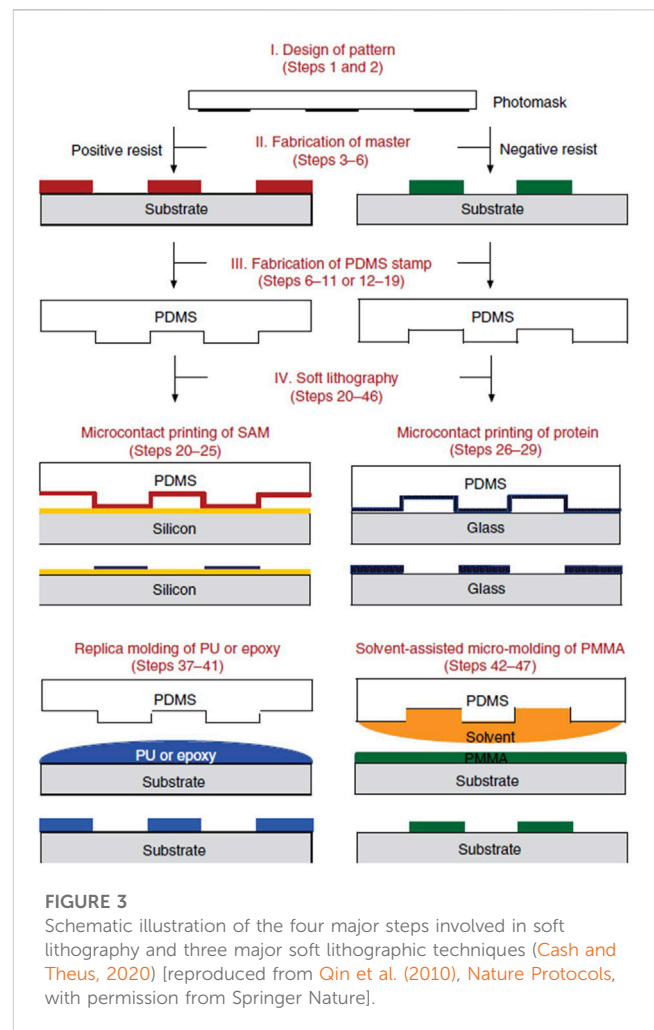 I. Design of pattern
(Steps 1 and 2)
Photomask
Positive resist
II. Fabrication of master
(Steps 3–6)
Negative resist
Substrate
Substrate
III. Fabrication of PDMS stamp
(Steps 6–11 or 12–19)
PDMS
PDMS
IV. Soft lithography
(Steps 20–46)
Microcontact printing of SAM
(Steps 20–25)
Microcontact printing of protein
(Steps 26–29)
PDMS
PDMS
Silicon
Glass
Silicon
Glass
Replica molding of PU or epoxy
(Steps 37–41)
Solvent-assisted micro-molding of PMMA
(Steps 42–47)
PDMS
PDMS
Solvent
PU or epoxy
PMMA
Substrate
Substrate
Substrate
Substrate
FIGURE 3
Schematic illustration of the four major steps involved in soft
lithography and three major soft lithographic techniques (Cash and
Theus, 2020) [reproduced from Qin et al. (2010), Nature Protocols,
with permission from Springer Nature].